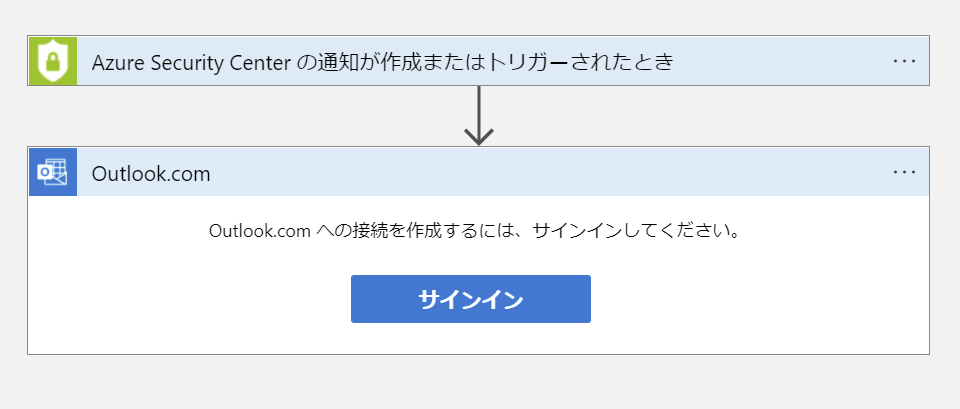 Azure Security Center の通知が作成またはトリガーされたとき
Outlook.com
Outlook.com への接続を作成するには、サインインしてください。
サインイン